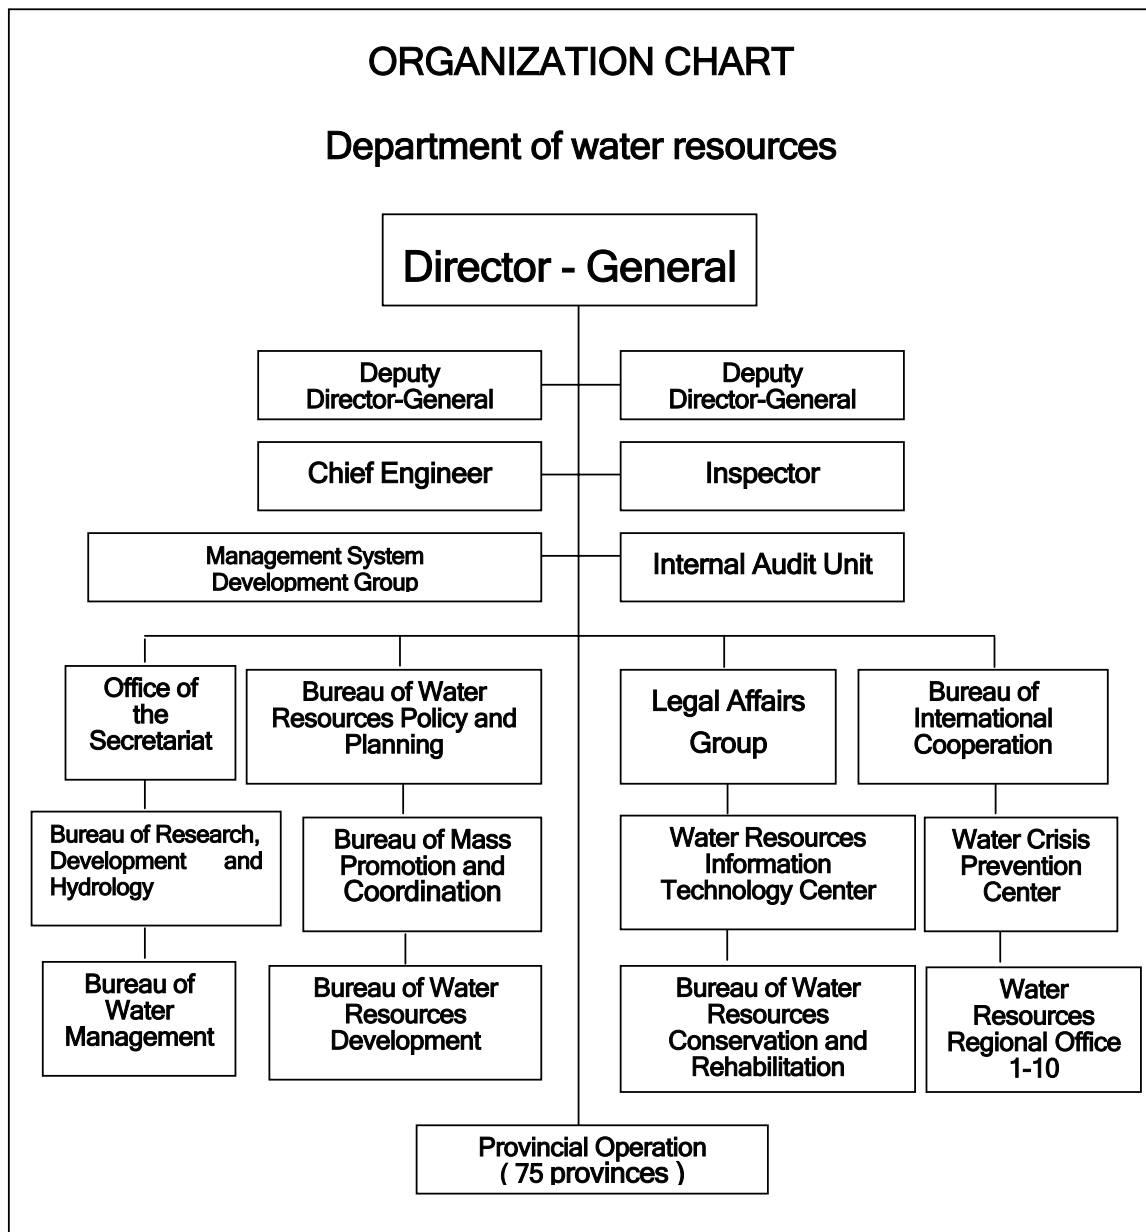 ORGANIZATION CHART
Department of water resources
Director - General
Deputy
Director-General
Deputy
Director-General
Chief Engineer
Inspector
Management System
Development Group
Internal Audit Unit
Office of
the
Secretariat
Bureau of Water
Resources Policy and
Planning
Legal Affairs
Group
Bureau of
International
Cooperation
Bureau of Research,
Development and
Hydrology
Bureau of Mass
Promotion and
Coordination
Water Resources
Information
Technology Center
Water Crisis
Prevention
Center
Bureau of
Water
Management
Bureau of Water
Resources
Development
Bureau of Water
Resources
Conservation and
Rehabilitation
Water
Resources
Regional Office
1-10
Provincial Operation
( 75 provinces )